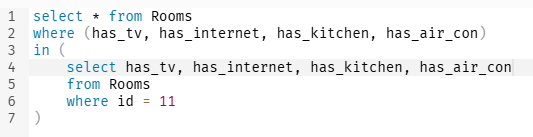 1 select * from Rooms
2 where (has_tv, has_internet, has_kitchen, has_air_con)
3 in (
4     select has_tv, has_internet, has_kitchen, has_air_con
5     from Rooms
6     where id = 11
7 )